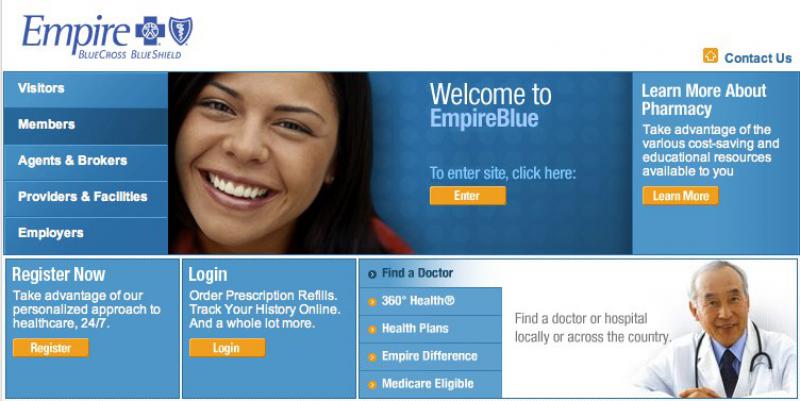 Empire
BLUECROSS BLUESHIELD
Contact Us
Visitors
Members
Agents & Brokers
Providers & Facilities
Employers
Welcome to
EmpireBlue
To enter site, click here:
Enter
Learn More About
Pharmacy
Take advantage of the
various cost-saving and
educational resources
available to you
Learn More
Register Now
Take advantage of our
personalized approach to
healthcare, 24/7.
Register
Login
Order Prescription Refills.
Track Your History Online.
And a whole lot more.
Login
Find a Doctor
360° Health®
Health Plans
Empire Difference
Medicare Eligible
Find a doctor or hospital
locally or across the country.